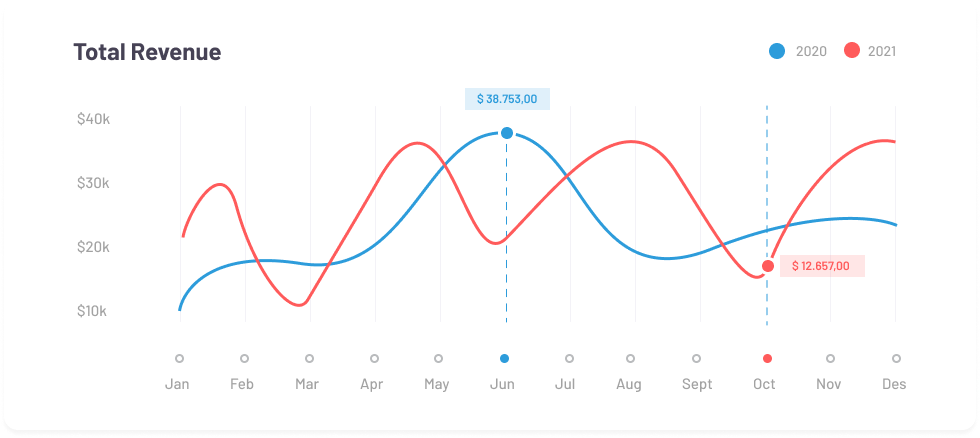 Total Revenue
2020 2021
$ 38.753,00
$40k
$30k
$20k
$ 12.657,00
$10k
Jan Feb Mar Apr May Jun Jul Aug Sept Oct Nov Des